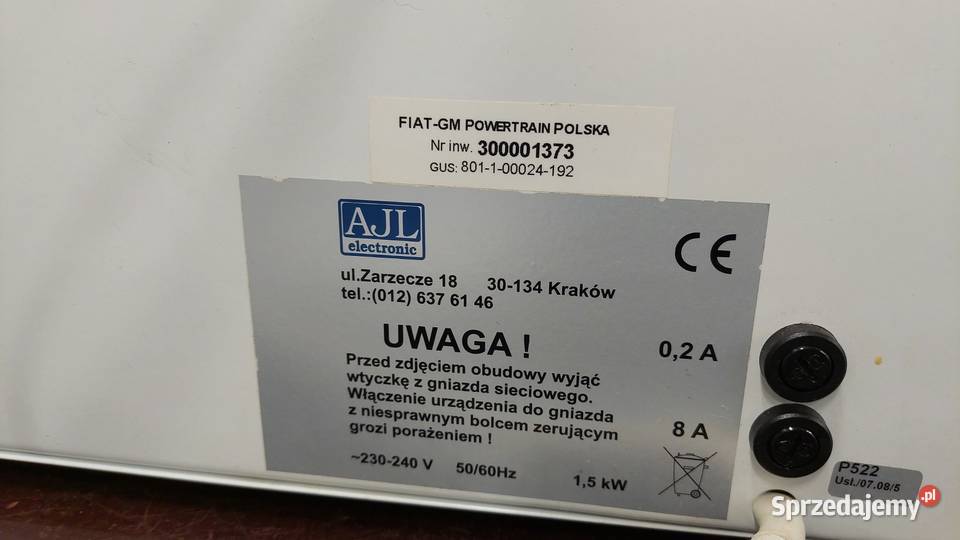 FIAT-GM POWERTRAIN POLSKA
Nr inw. 300001373
GUS: 801-1-00024-192
AJL
electronic
ul.Zarzecze 18 30-134 Kraków
tel.:(012) 637 61 46
UWAGA !
Przed zdjęciem obudowy wyjąć
wtyczkę z gniazda sieciowego.
Włączenie urządzenia do gniazda
z niesprawnym bolcem zerującym
grozi porażeniem !
~230-240 V 50/60Hz 1,5 kW
CE
0,2 A
8 A
P522
Ust./07.08/5
Sprzedajemy.pl